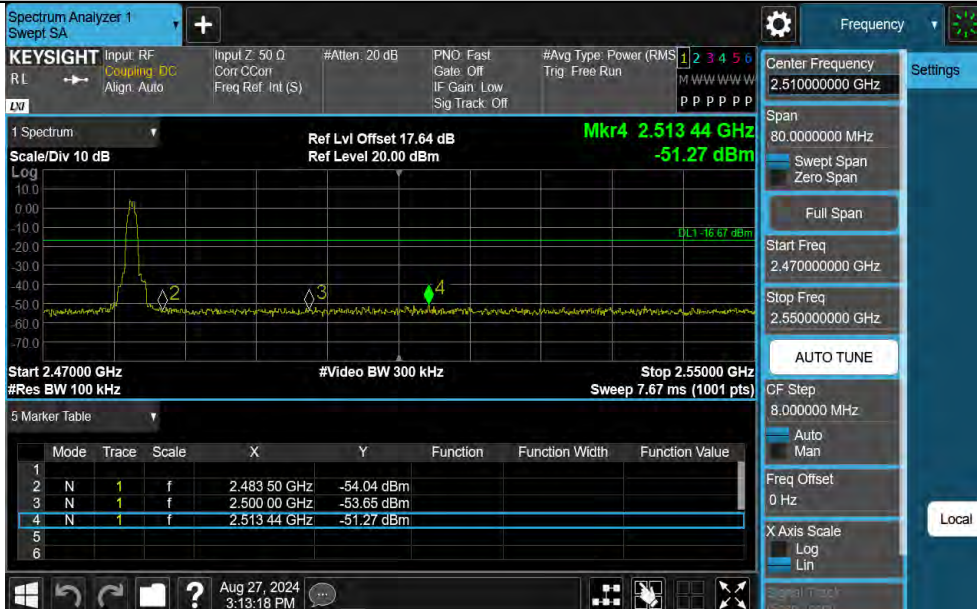 Spectrum Analyzer 1
Swept SA
+
Frequency
KEYSIGHT
RL
LXI
Input: RF
Coupling: DC
Align: Auto
Input Z: 50 Ω
Corr CCorr
Freq Ref: Int (S)
#Atten: 20 dB
PNO: Fast
Gate: Off
IF Gain: Low
Sig Track: Off
#Avg Type: Power (RMS
Trig: Free Run
1 2 3 4 5 6
M W W W W W
P P P P P P
1 Spectrum
Scale/Div 10 dB
Ref Lvl Offset 17.64 dB
Ref Level 20.00 dBm
Mkr4 2.513 44 GHz
-51.27 dBm
Log
10.0
0.00
-10.0
-20.0
-30.0
-40.0
-50.0
-60.0
-70.0
DL1 -16.67 dBm
2
3
4
Start 2.47000 GHz
#Video BW 300 kHz
Stop 2.55000 GHz
#Res BW 100 kHz
Sweep 7.67 ms (1001 pts)
5 Marker Table
Mode Trace Scale X Y Function Function Width Function Value
1
2 N 1 f 2.483 50 GHz -54.04 dBm
3 N 1 f 2.500 00 GHz -53.65 dBm
4 N 1 f 2.513 44 GHz -51.27 dBm
5
6
?
Aug 27, 2024
3:13:18 PM
Center Frequency
2.510000000 GHz
Settings
Span
80.0000000 MHz
Swept Span
Zero Span
Full Span
Start Freq
2.470000000 GHz
Stop Freq
2.550000000 GHz
AUTO TUNE
CF Step
8.000000 MHz
Auto
Man
Freq Offset
0 Hz
Local
X Axis Scale
Log
Lin
Signal Track